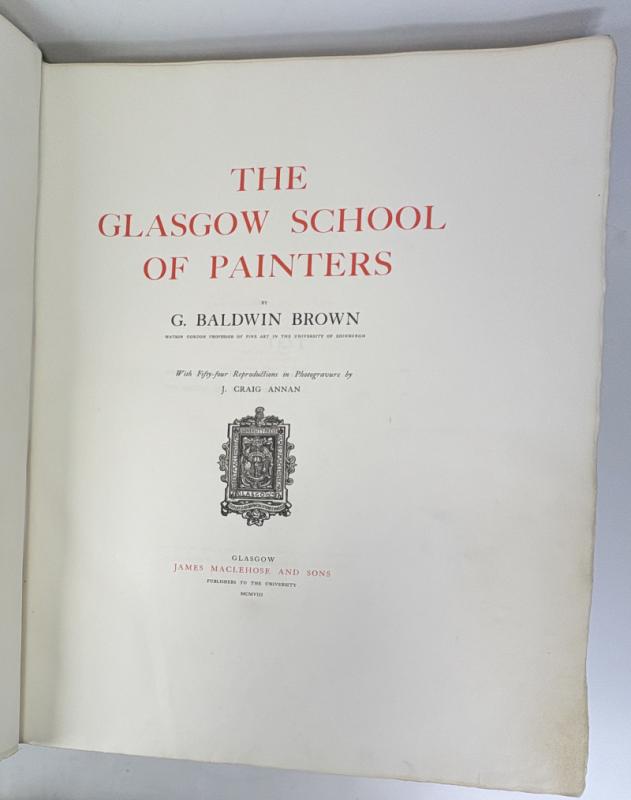 THE
GLASGOW SCHOOL
OF PAINTERS
BY
G. BALDWIN BROWN
WATSON GORDON PROFESSOR OF FINE ART IN THE UNIVERSITY OF EDINBURGH
With Fifty-four Reproductions in Photogravure by
J. CRAIG ANNAN
UNIVERSITY PRESS
GLASGOW
GLASGOW
JAMES MACLEHOSE AND SONS
PUBLISHERS TO THE UNIVERSITY
MCMVIII